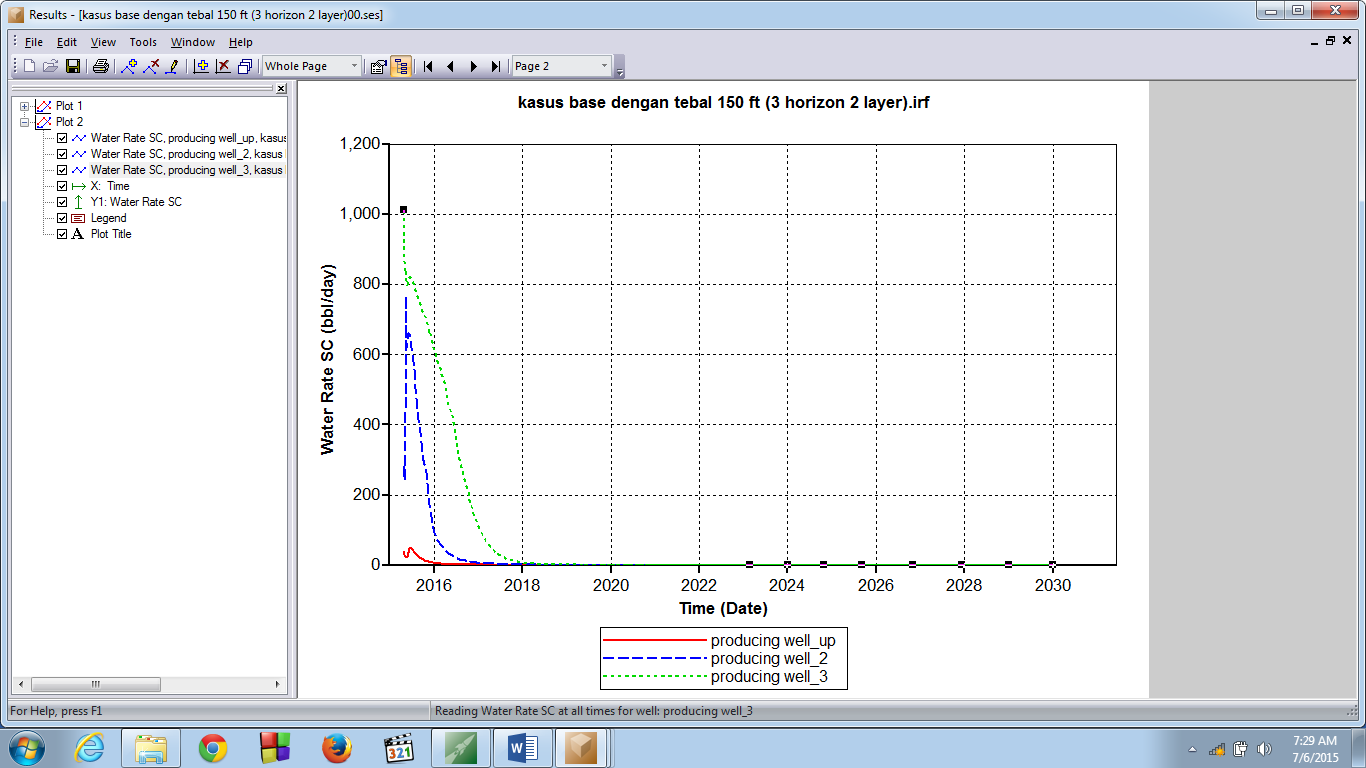 Results - [kasus base dengan tebal 150 ft (3 horizon 2 layer)00.ses]
File Edit View Tools Window Help
Whole Page
Page 2
Plot 1
Plot 2
Water Rate SC, producing well_up, kasus
Water Rate SC, producing well_2, kasus
Water Rate SC, producing well_3, kasus
X: Time
Y1: Water Rate SC
Legend
A Plot Title
kasus base dengan tebal 150 ft (3 horizon 2 layer).irf
Water Rate SC (bbl/day)
1,200
1,000
800
600
400
200
0
2016 2018 2020 2022 2024 2026 2028 2030
Time (Date)
producing well_up
producing well_2
producing well_3
For Help, press F1
Reading Water Rate SC at all times for well: producing well_3
321
W
7:29 AM
7/6/2015